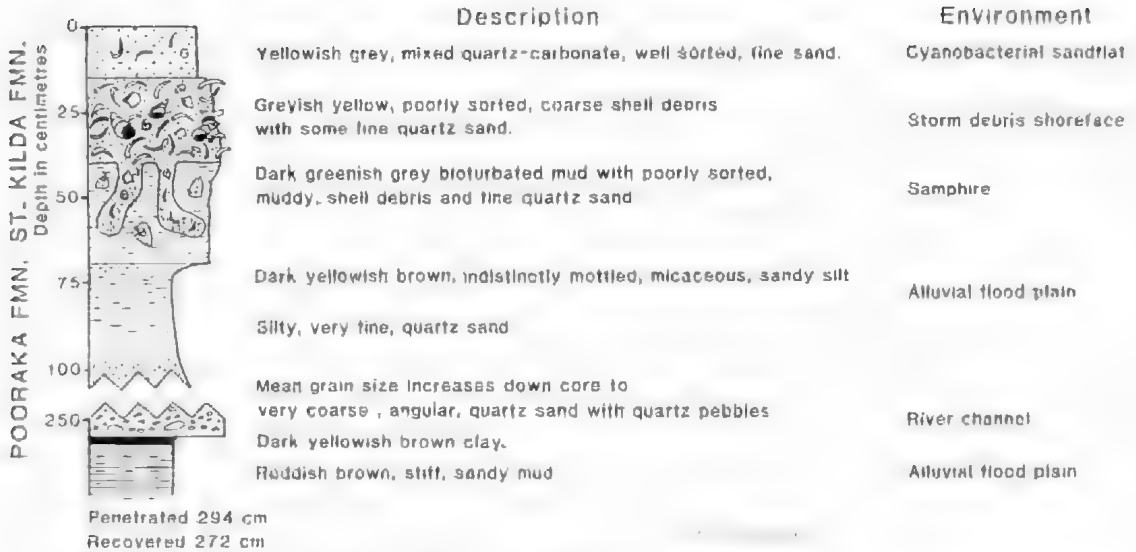 Description
Environment
POORAKA FMN. ST. KILDA FMN.
Depth in centimetres
0
25
50
75
100
250
Yellowish grey, mixed quartz-carbonate, well sorted, fine sand.
Cyanobacterial sandflat
Greyish yellow, poorly sorted, coarse shell debris
with some fine quartz sand.
Storm debris shoreface
Dark greenish grey bioturbated mud with poorly sorted,
muddy, shell debris and fine quartz sand
Samphire
Dark yellowish brown, indistinctly mottled, micaceous, sandy silt
Alluvial flood plain
Silty, very fine, quartz sand
Mean grain size increases down core to
very coarse , angular, quartz sand with quartz pebbles
River channel
Dark yellowish brown clay.
Reddish brown, stiff, sandy mud
Alluvial flood plain
Penetrated 294 cm
Recovered 272 cm